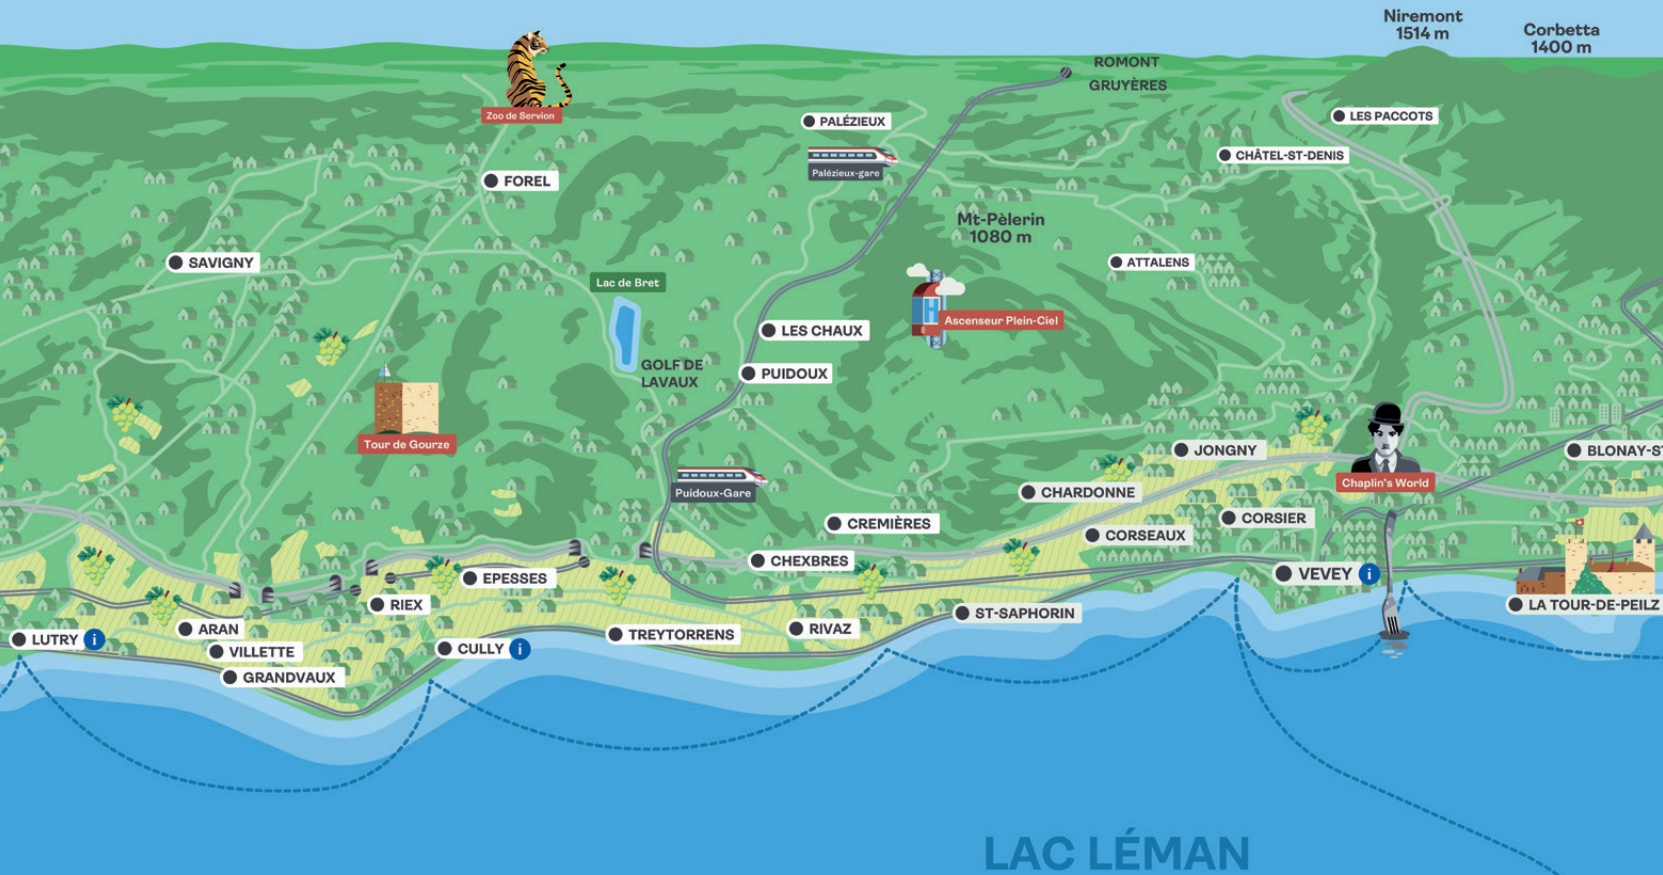 Niremont
1514 m
Corbetta
1400 m
ROMONT
GRUYÈRES
Zoo de Servion
PALÉZIEUX
LES PACCOTS
Palézieux-gare
CHÂTEL-ST-DENIS
FOREL
Mt-Pèlerin
1080 m
SAVIGNY
ATTALENS
Lac de Bret
Ascenseur Plein-Ciel
LES CHAUX
GOLF DE
LAVAUX
PUIDOUX
Tour de Gourze
JONGNY
BLONAY-S
Chaplin's World
Puidoux-Gare
CHARDONNE
CORSIER
CREMIÈRES
CORSEAUX
CHEXBRES
VEVEY i
EPESSES
RIEX
LA TOUR-DE-PEILZ
ST-SAPHORIN
ARAN
RIVAZ
TREYTORRENS
LUTRY i
VILLETTE
CULLY i
GRANDVAUX
LAC LÉMAN